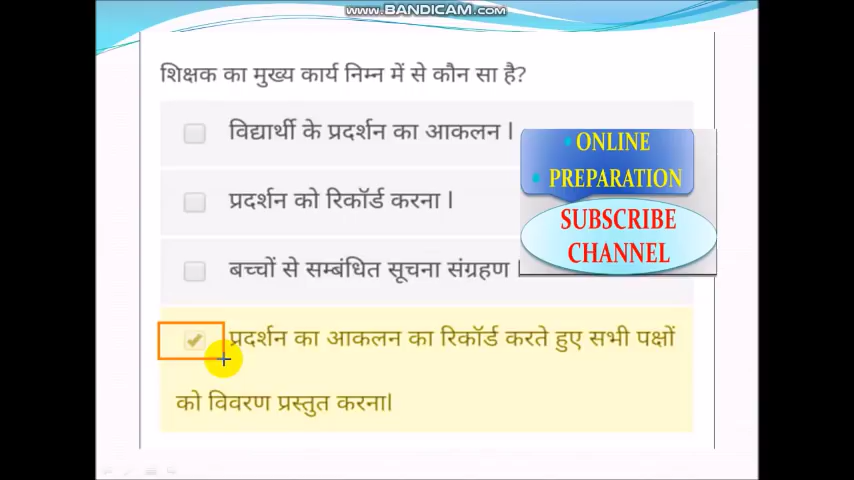 www.BANDICAM.com
शिक्षक का मुख्य कार्य निम्न में से कौन सा है?
विद्यार्थी के प्रदर्शन का आकलन।
प्रदर्शन को रिकॉर्ड करना।
बच्चों से सम्बंधित सूचना संग्रहण
प्रदर्शन का आकलन का रिकॉर्ड करते हुए सभी पक्षों
को विवरण प्रस्तुत करना।
• ONLINE
• PREPARATION
SUBSCRIBE
CHANNEL